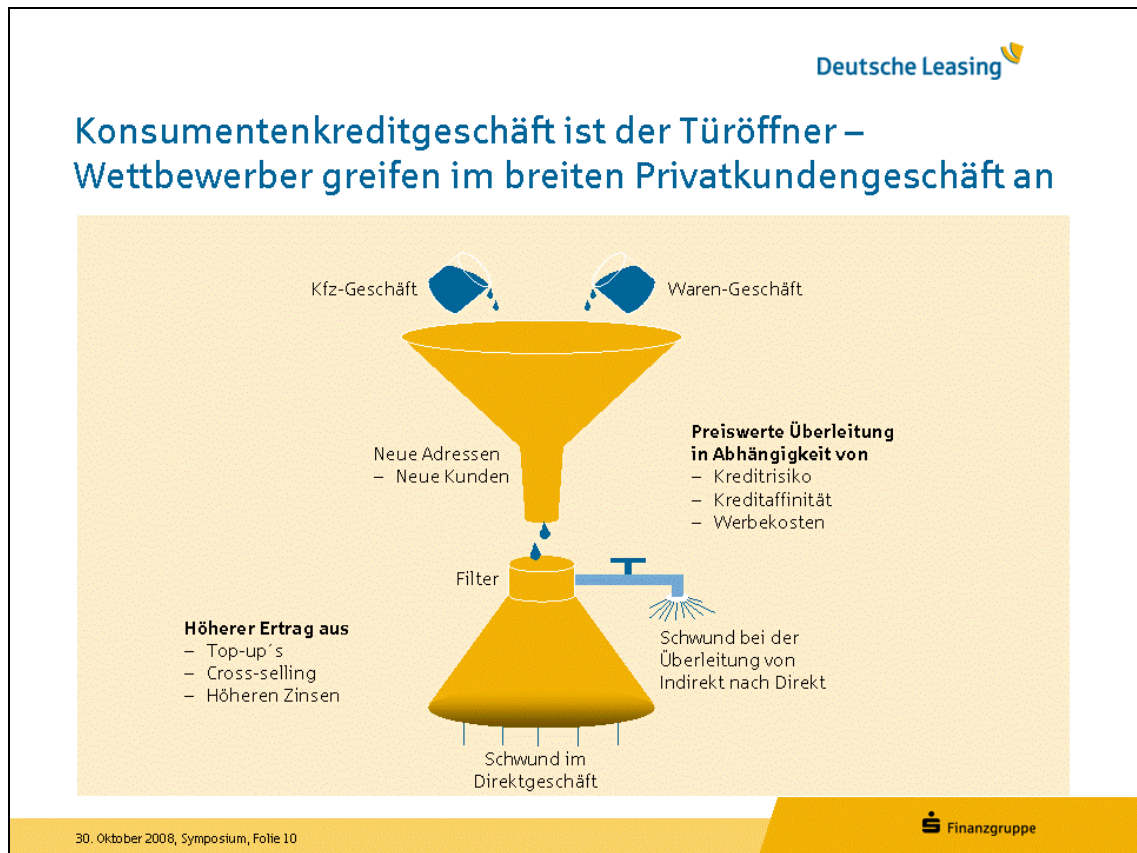 Deutsche Leasing
Konsumentenkreditgeschäft ist der Türöffner –
Wettbewerber greifen im breiten Privatkundengeschäft an
Kfz-Geschäft
Waren-Geschäft
Neue Adressen
– Neue Kunden
Preiswerte Überleitung
in Abhängigkeit von
– Kreditrisiko
– Kreditaffinität
– Werbekosten
Filter
Höherer Ertrag aus
– Top-up´s
– Cross-selling
– Höheren Zinsen
Schwund bei der
Überleitung von
Indirekt nach Direkt
Schwund im
Direktgeschäft
30. Oktober 2008, Symposium, Folie 10
Finanzgruppe